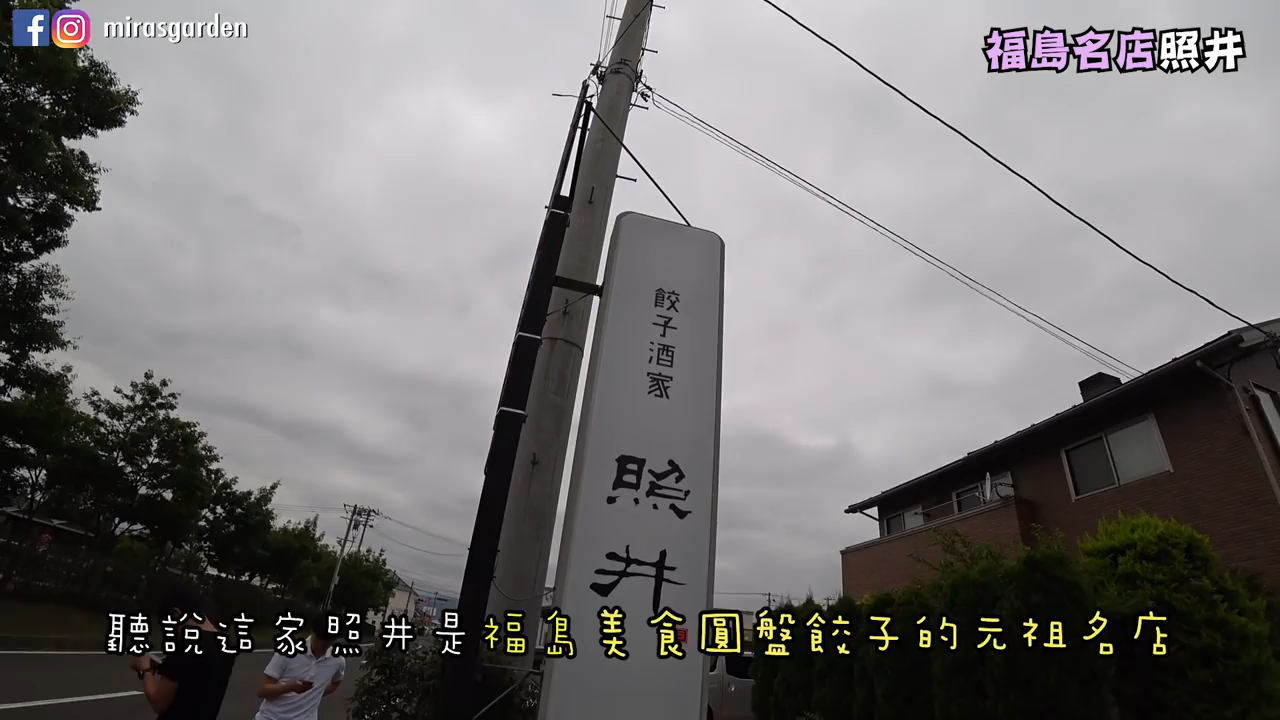 mirasgarden
福島名店照井
餃子酒家
照井
聽說這家照井是福島美食圓盤餃子的元祖名店